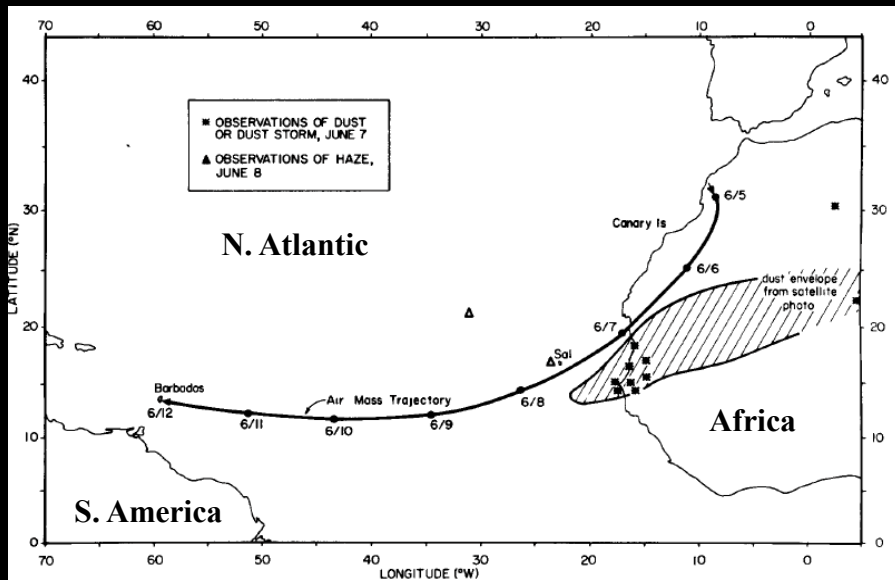 70 60 50 40 30 20 10 0
40 40
✱ OBSERVATIONS OF DUST
OR DUST STORM, JUNE 7
▲ OBSERVATIONS OF HAZE,
JUNE 8
6/5
30 30
Canary Is
N. Atlantic
6/6
dust envelope
from satellite
photo
LATITUDE (°N)
20 6/7 20
Sal
Barbados
Air Mass Trajectory
6/8
6/12
6/11
6/10
6/9
10 10
Africa
S. America
0 0
70 60 50 40 30 20 10 0
LONGITUDE (°W)